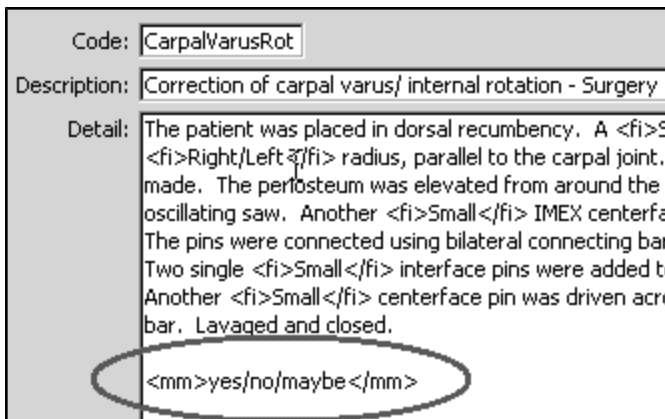 Code: CarpalVarusRot
Description: Correction of carpal varus/ internal rotation - Surgery
Detail: The patient was placed in dorsal recumbency. A <fi>S
<fi>Right/Left</fi> radius, parallel to the carpal joint.
made. The periosteum was elevated from around the
oscillating saw. Another <fi>Small</fi> IMEX centerfa
The pins were connected using bilateral connecting bar
Two single <fi>Small</fi> interface pins were added t
Another <fi>Small</fi> centerface pin was driven acr
bar. Lavaged and closed.
<mm>yes/no/maybe</mm>